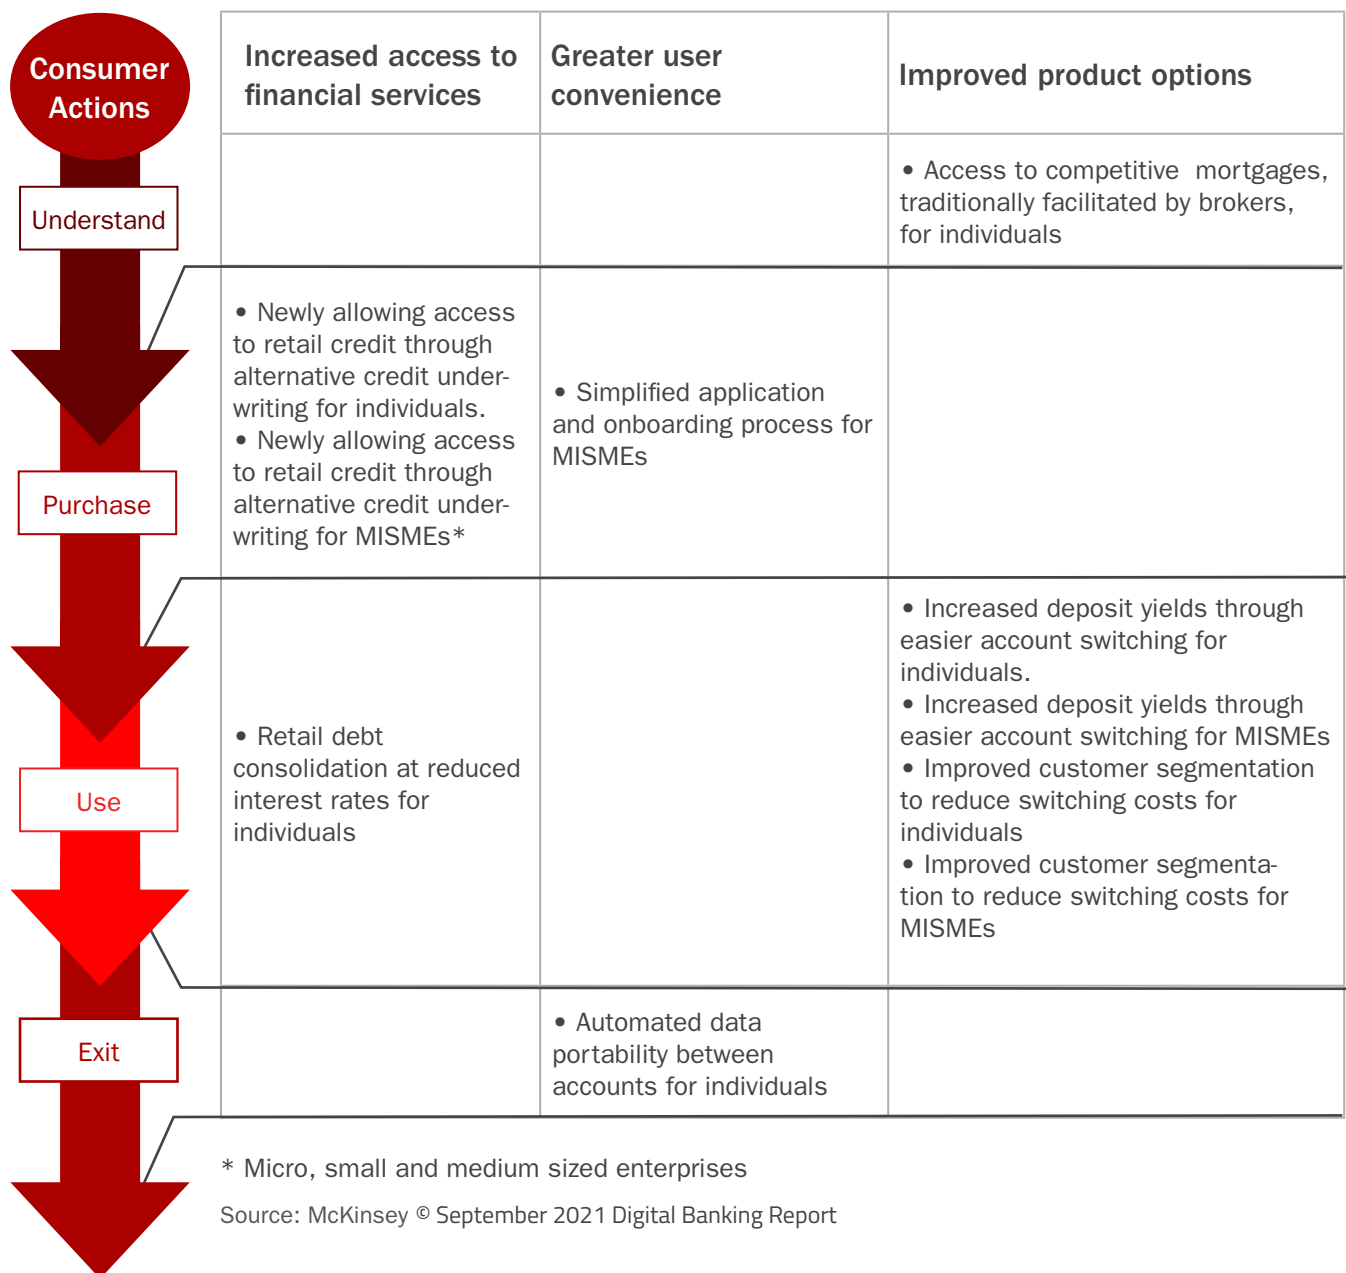 Consumer
Actions
Increased access to
financial services
Greater user
convenience
Improved product options
Understand
• Access to competitive  mortgages,
traditionally facilitated by brokers,
for individuals
Purchase
• Newly allowing access
to retail credit through
alternative credit under-
writing for individuals.
• Newly allowing access
to retail credit through
alternative credit under-
writing for MISMEs*
• Simplified application
and onboarding process for
MISMEs
Use
• Retail debt
consolidation at reduced
interest rates for
individuals
• Increased deposit yields through
easier account switching for
individuals.
• Increased deposit yields through
easier account switching for MISMEs
• Improved customer segmentation
to reduce switching costs for
individuals
• Improved customer segmenta-
tion to reduce switching costs for
MISMEs
Exit
• Automated data
portability between
accounts for individuals
* Micro, small and medium sized enterprises
Source: McKinsey © September 2021 Digital Banking Report